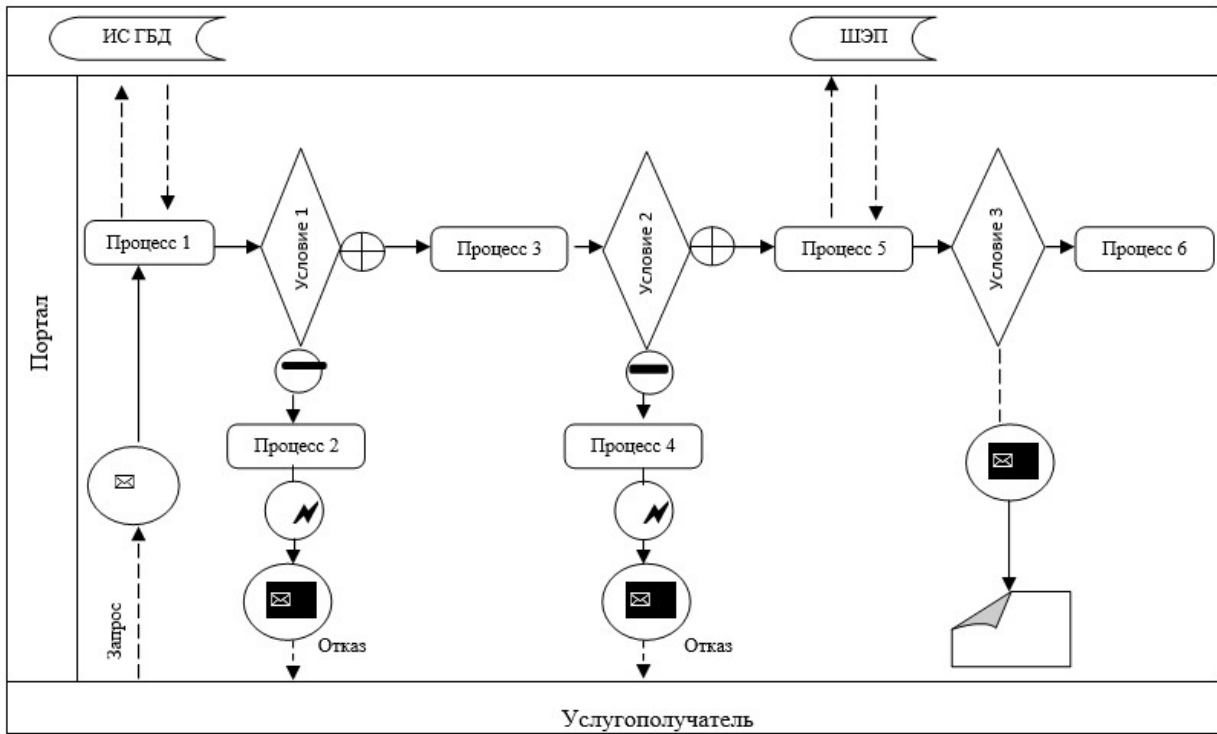 ИС ГБД
ШЭП
Портал
Процесс 1
Условие 1
Процесс 3
Условие 2
Процесс 5
Условие 3
Процесс 6
Процесс 2
Процесс 4
Запрос
Отказ
Отказ
Услугополучатель